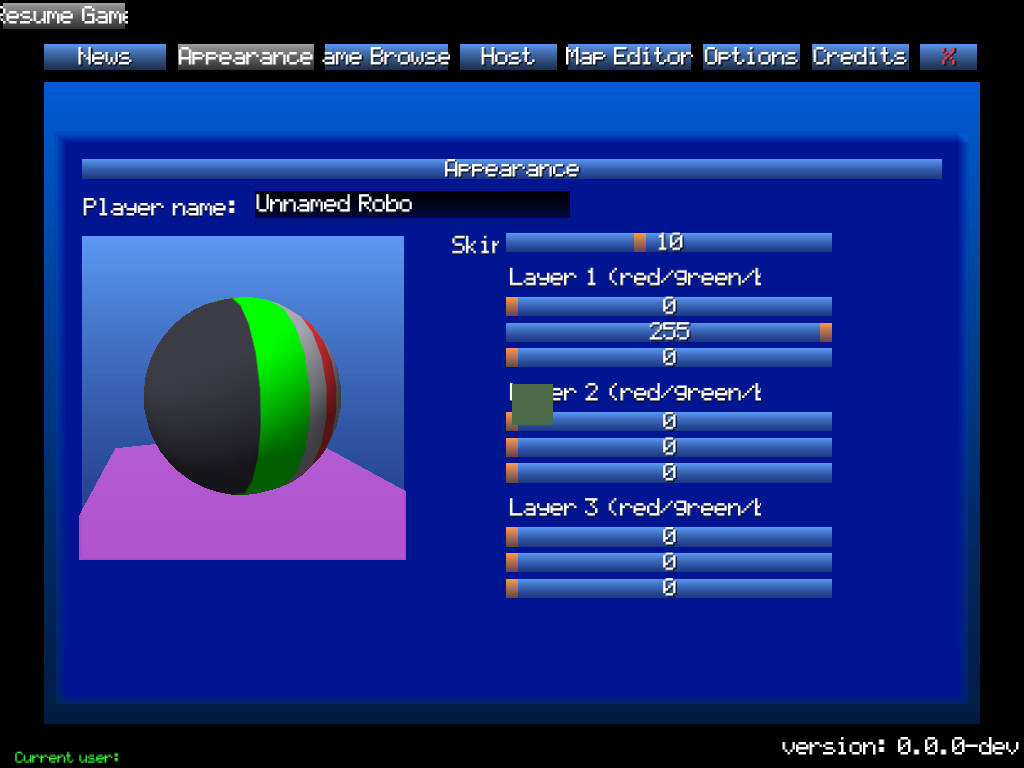 esume Game
News Appearance ame Browse Host Map Editor Options Credits X
Appearance
Player name: Unnamed Robo
Skin 10
Layer 1 (red/green/b
0
255
0
er 2 (red/green/b
0
0
0
Layer 3 (red/green/b
0
0
0
version: 0.0.0-dev
Current user: